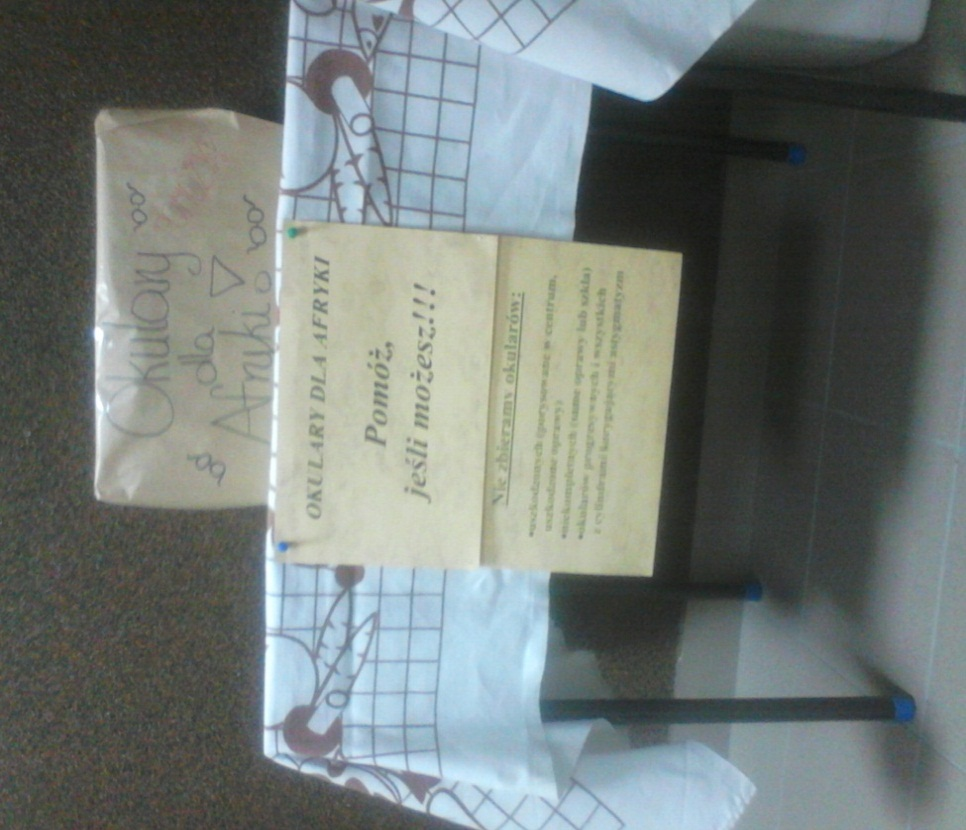 Okulary
dla
Afryki
OKULARY DLA AFRYKI
Pomóż,
jeśli możesz!!!
Nie zbieramy okularów:
•uszkodzonych (porysowane w centrum,
uszkodzone oprawy)
•niekompletnych (same oprawy lub szkła)
•okularów progresywnych i wszystkich
z cylindrami korygującymi astygmatyzm